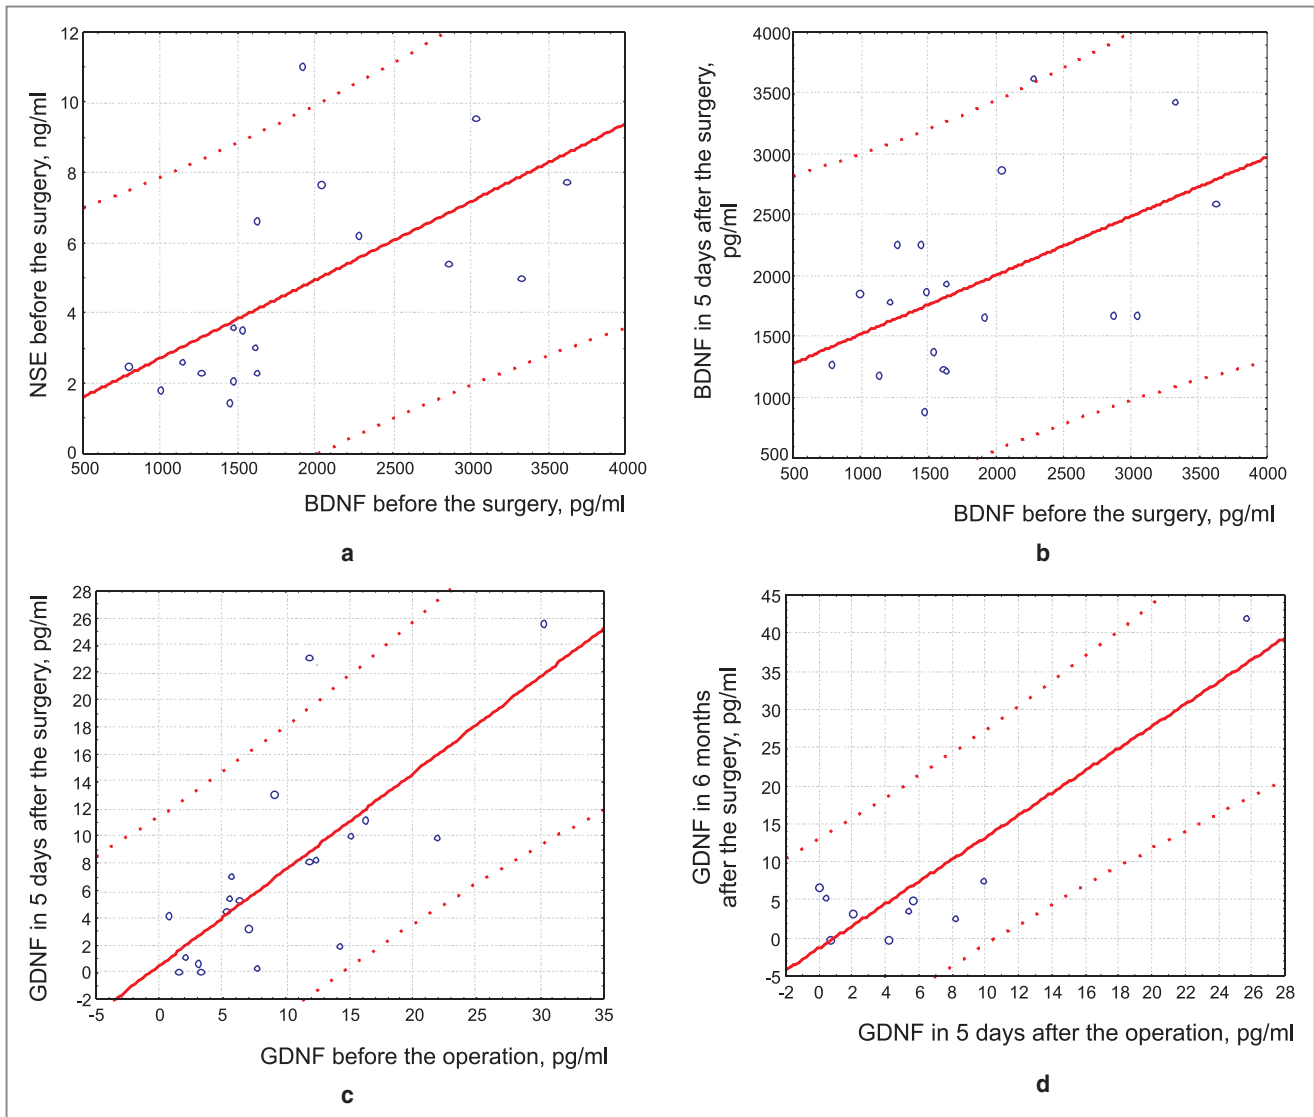 12
10
8
6
4
2
0
NSE before the surgery, ng/ml
500 1000 1500 2000 2500 3000 3500 4000
BDNF before the surgery, pg/ml
a
4000
3500
3000
2500
2000
1500
1000
500
BDNF in 5 days after the surgery,
pg/ml
500 1000 1500 2000 2500 3000 3500 4000
BDNF before the surgery, pg/ml
b
28
26
24
22
20
18
16
14
12
10
8
6
4
2
0
-2
GDNF in 5 days after the surgery, pg/ml
-5 0 5 10 15 20 25 30 35
GDNF before the operation, pg/ml
c
45
40
35
30
25
20
15
10
5
0
-5
GDNF in 6 months
after the surgery, pg/ml
-2 0 2 4 6 8 10 12 14 16 18 20 22 24 26 28
GDNF in 5 days after the operation, pg/ml
d